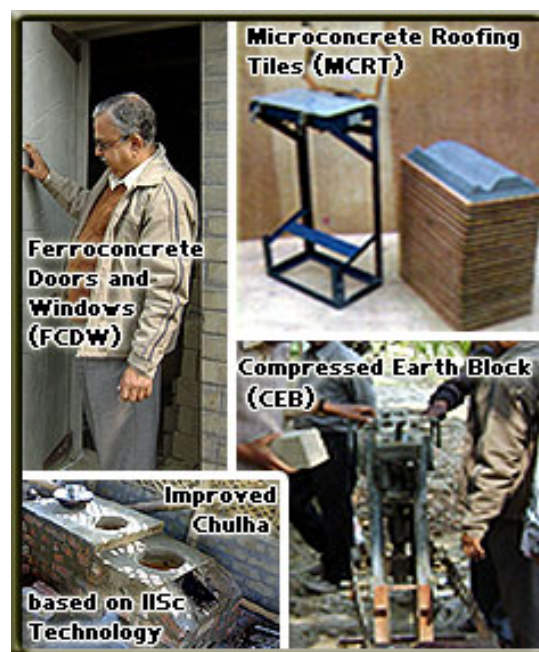 Microconcrete Roofing
Tiles (MCRT)
Ferroconcrete
Doors and
Windows
(FCDW)
Compressed Earth Block
(CEB)
Improved
Chulha
based on IISc
Technology